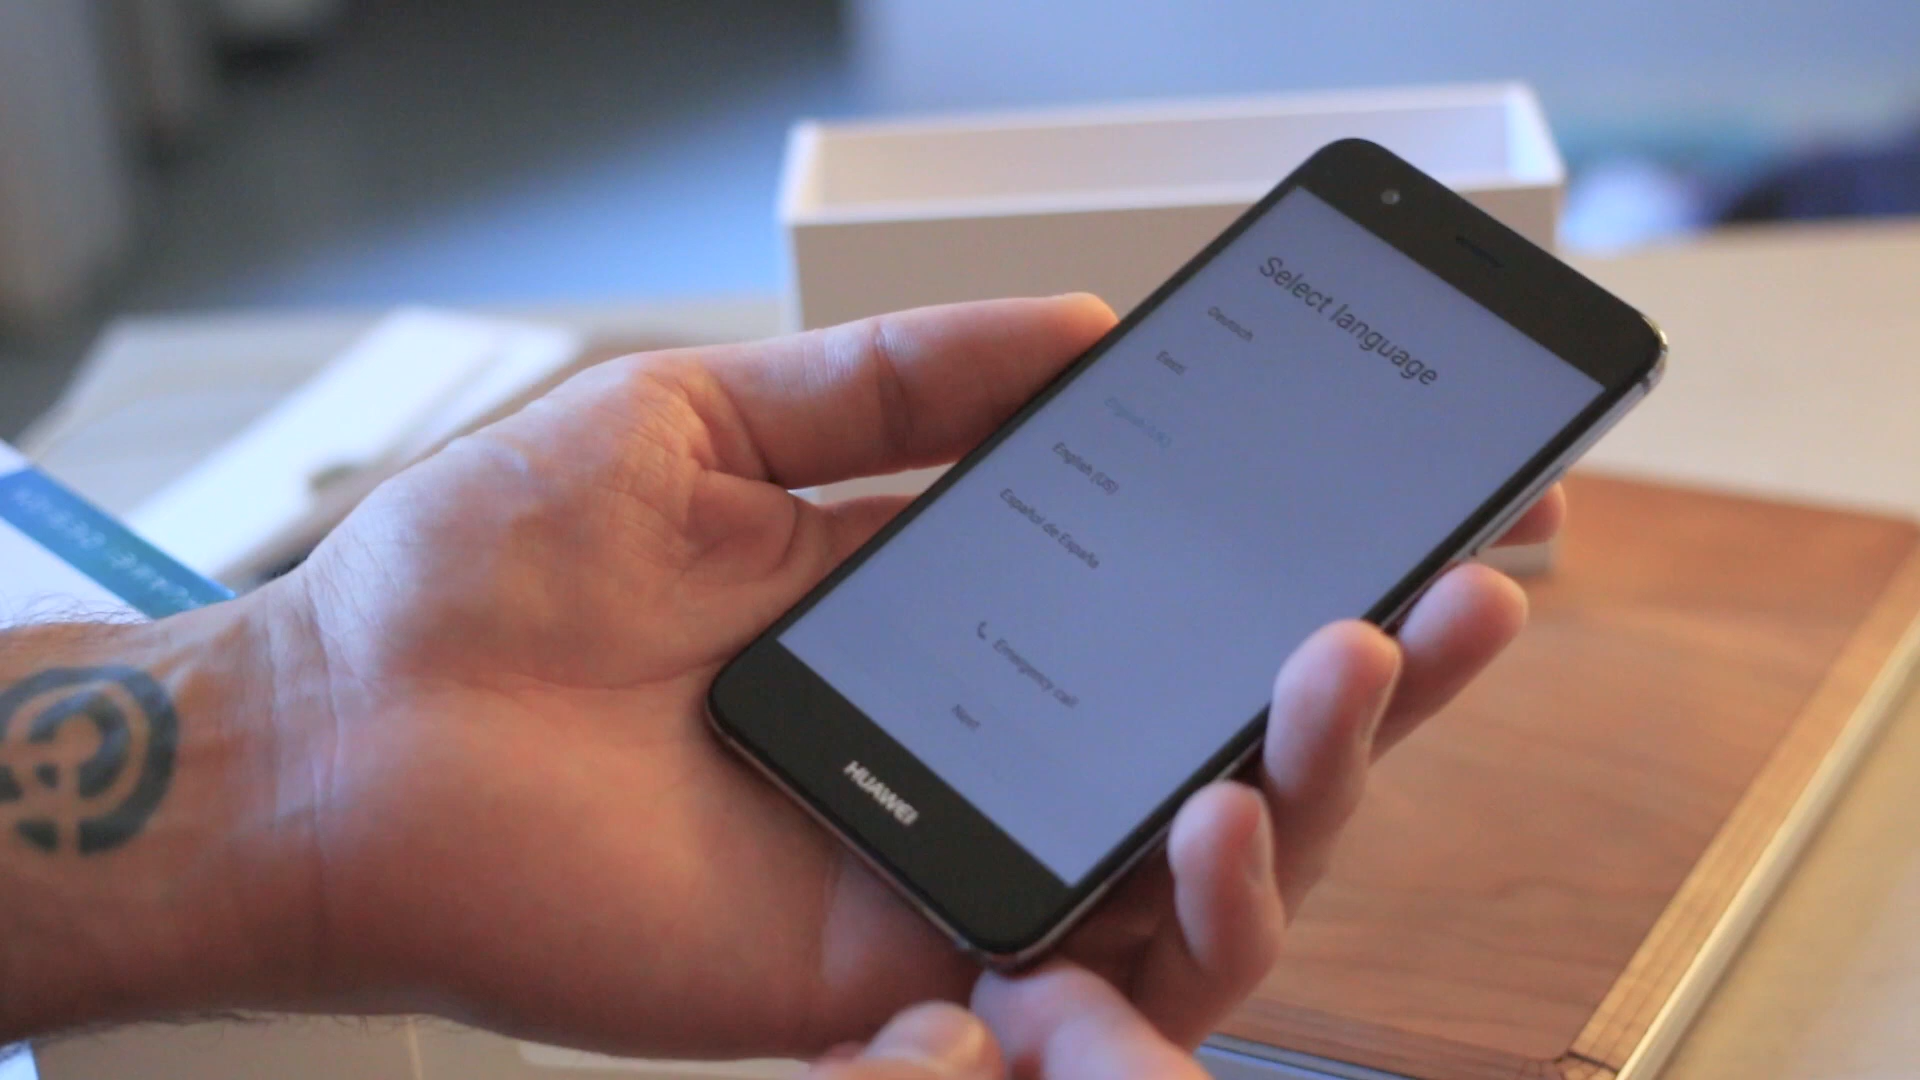 Select language
Deutsch
Eesti
English (UK)
English (US)
Español de España
Emergency call
Next
HUAWEI